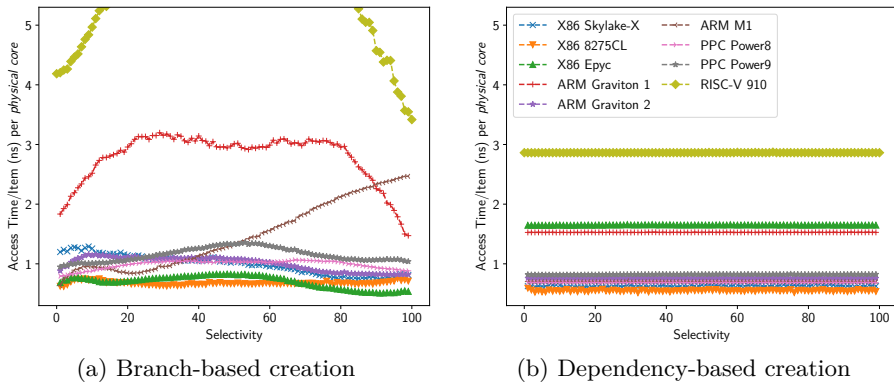 Access Time/Item (ns) per physical core
5
4
3
2
1
0 20 40 60 80 100
Selectivity
(a) Branch-based creation
Access Time/Item (ns) per physical core
5
4
3
2
1
0 20 40 60 80 100
Selectivity
X86 Skylake-X
X86 8275CL
X86 Epyc
ARM Graviton 1
ARM Graviton 2
ARM M1
PPC Power8
PPC Power9
RISC-V 910
(b) Dependency-based creation